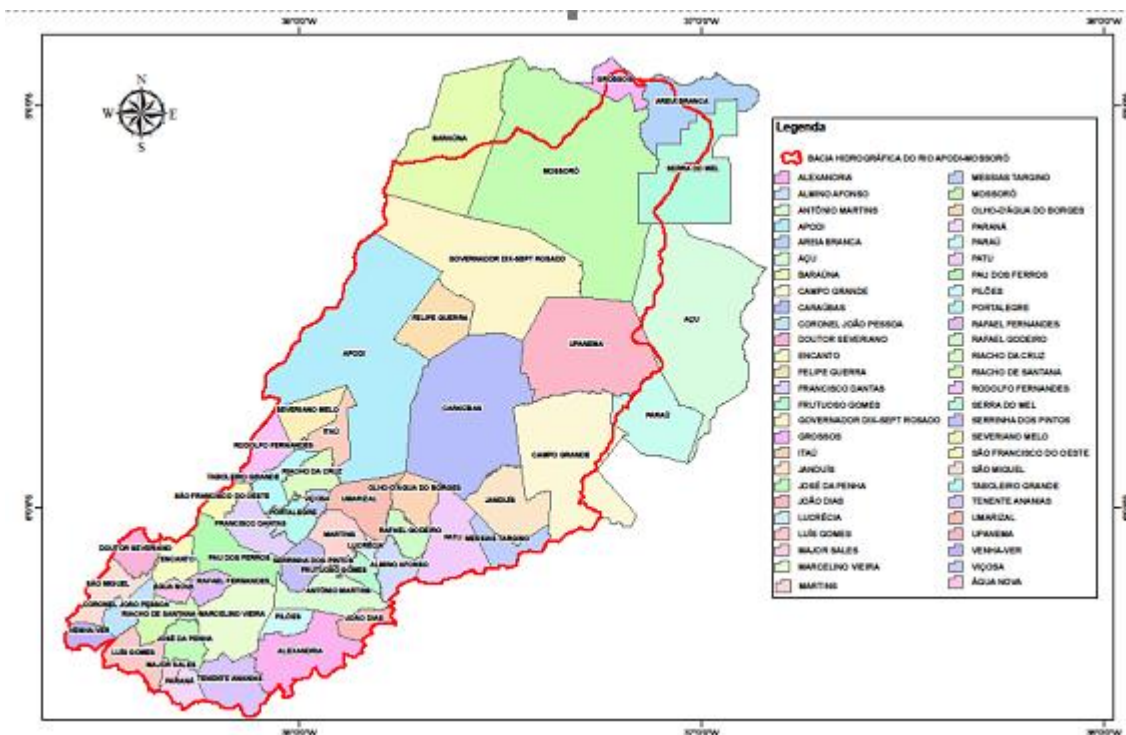 38°0'0"W 37°0'0"W 36°0'0"W
N
W E
S
GROSSOS
AREIA BRANCA
BARAÚNA
MOSSORÓ
SERRA DO MEL
GOVERNADOR DIX-SEPT ROSADO
FELIPE GUERRA
AÇU
APODI
UPANEMA
CARAÚBAS
PARAÚ
SEVERIANO MELO
ITAÚ
RODOLFO FERNANDES
CAMPO GRANDE
RIACHO DA CRUZ
TABOLEIRO GRANDE
OLHO-D'ÁGUA DO BORGES
SÃO FRANCISCO DO OESTE
VIÇOSA
UMARIZAL
JANDUÍS
PORTALEGRE
FRANCISCO DANTAS
RAFAEL GODEIRO
MARTINS
PATU
MESSIAS TARGINO
DOUTOR SEVERIANO
LUCRÉCIA
ENCANTO
PAU DOS FERROS
SERRINHA DOS PINTOS
ALMINO AFONSO
FRUTUOSO GOMES
SÃO MIGUEL
ÁGUA NOVA
RAFAEL FERNANDES
ANTÔNIO MARTINS
CORONEL JOÃO PESSOA
RIACHO DE SANTANA
MARCELINO VIEIRA
PILÕES
JOÃO DIAS
VENHA-VER
JOSÉ DA PENHA
LUÍS GOMES
ALEXANDRIA
MAJOR SALES
PARANÁ
TENENTE ANANIAS
Legenda
BACIA HIDROGRÁFICA DO RIO APODI-MOSSORÓ
ALEXANDRIA
ALMINO AFONSO
ANTÔNIO MARTINS
APODI
AREIA BRANCA
AÇU
BARAÚNA
CAMPO GRANDE
CARAÚBAS
CORONEL JOÃO PESSOA
DOUTOR SEVERIANO
ENCANTO
FELIPE GUERRA
FRANCISCO DANTAS
FRUTUOSO GOMES
GOVERNADOR DIX-SEPT ROSADO
GROSSOS
ITAÚ
JANDUÍS
JOSÉ DA PENHA
JOÃO DIAS
LUCRÉCIA
LUÍS GOMES
MAJOR SALES
MARCELINO VIEIRA
MARTINS
MESSIAS TARGINO
MOSSORÓ
OLHO-D'ÁGUA DO BORGES
PARANÁ
PARAÚ
PATU
PAU DOS FERROS
PILÕES
PORTALEGRE
RAFAEL FERNANDES
RAFAEL GODEIRO
RIACHO DA CRUZ
RIACHO DE SANTANA
RODOLFO FERNANDES
SERRA DO MEL
SERRINHA DOS PINTOS
SEVERIANO MELO
SÃO FRANCISCO DO OESTE
SÃO MIGUEL
TABOLEIRO GRANDE
TENENTE ANANIAS
UMARIZAL
UPANEMA
VENHA-VER
VIÇOSA
ÁGUA NOVA
38°0'0"W 37°0'0"W 36°0'0"W